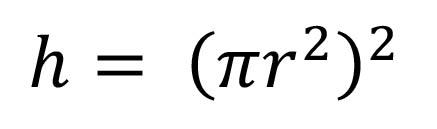 ℎ = (𝜋𝑟²)²